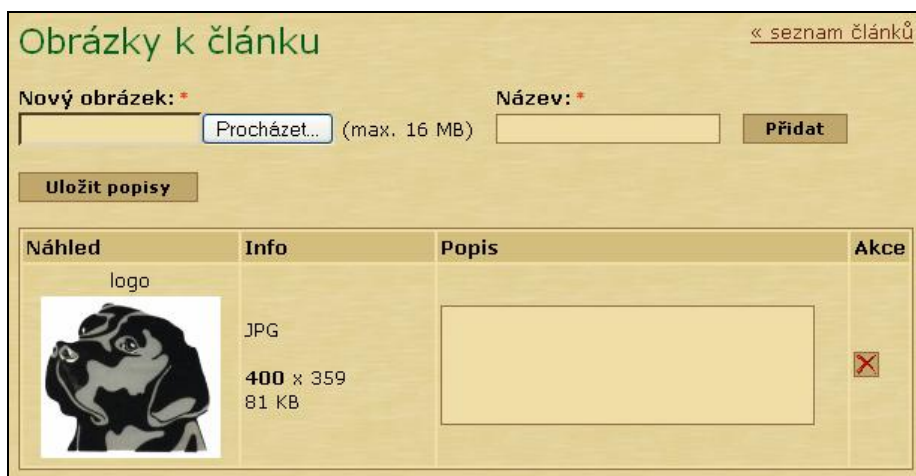 Obrázky k článku
« seznam článků
Nový obrázek: *
Název: *
Procházet... (max. 16 MB)
Přidat
Uložit popisy
Náhled Info Popis Akce
logo
JPG
400 x 359
81 KB